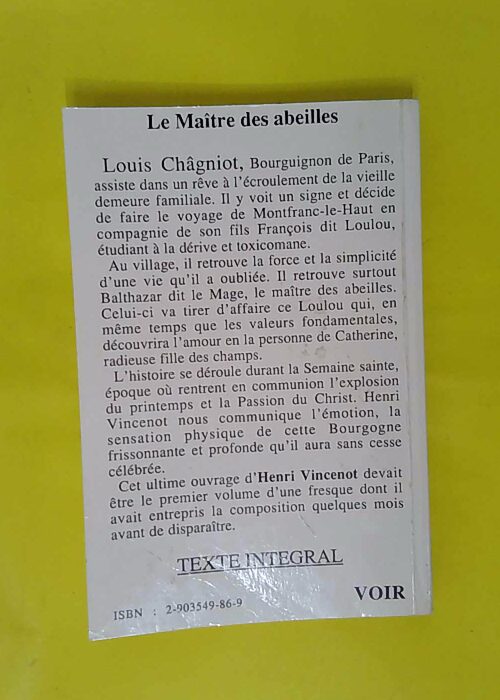 Le Maître des abeilles
Louis Châgniot, Bourguignon de Paris,
assiste dans un rêve à l'écroulement de la vieille
demeure familiale. Il y voit un signe et décide
de faire le voyage de Montfranc-le-Haut en
compagnie de son fils François dit Loulou,
étudiant à la dérive et toxicomane.
Au village, il retrouve la force et la simplicité
d'une vie qu'il a oubliée. Il retrouve surtout
Balthazar dit le Mage, le maître des abeilles.
Celui-ci va tirer d'affaire ce Loulou qui, en
même temps que les valeurs fondamentales,
découvrira l'amour en la personne de Catherine,
radieuse fille des champs.
L'histoire se déroule durant la Semaine sainte,
époque où rentrent en communion l'explosion
du printemps et la Passion du Christ. Henri
Vincenot nous communique l'émotion, la
sensation physique de cette Bourgogne
frissonnante et profonde qu'il aura sans cesse
célébrée.
Cet ultime ouvrage d'Henri Vincenot devait
être le premier volume d'une fresque dont il
avait entrepris la composition quelques mois
avant de disparaître.
TEXTE INTEGRAL
VOIR
ISBN : 2-903549-86-9